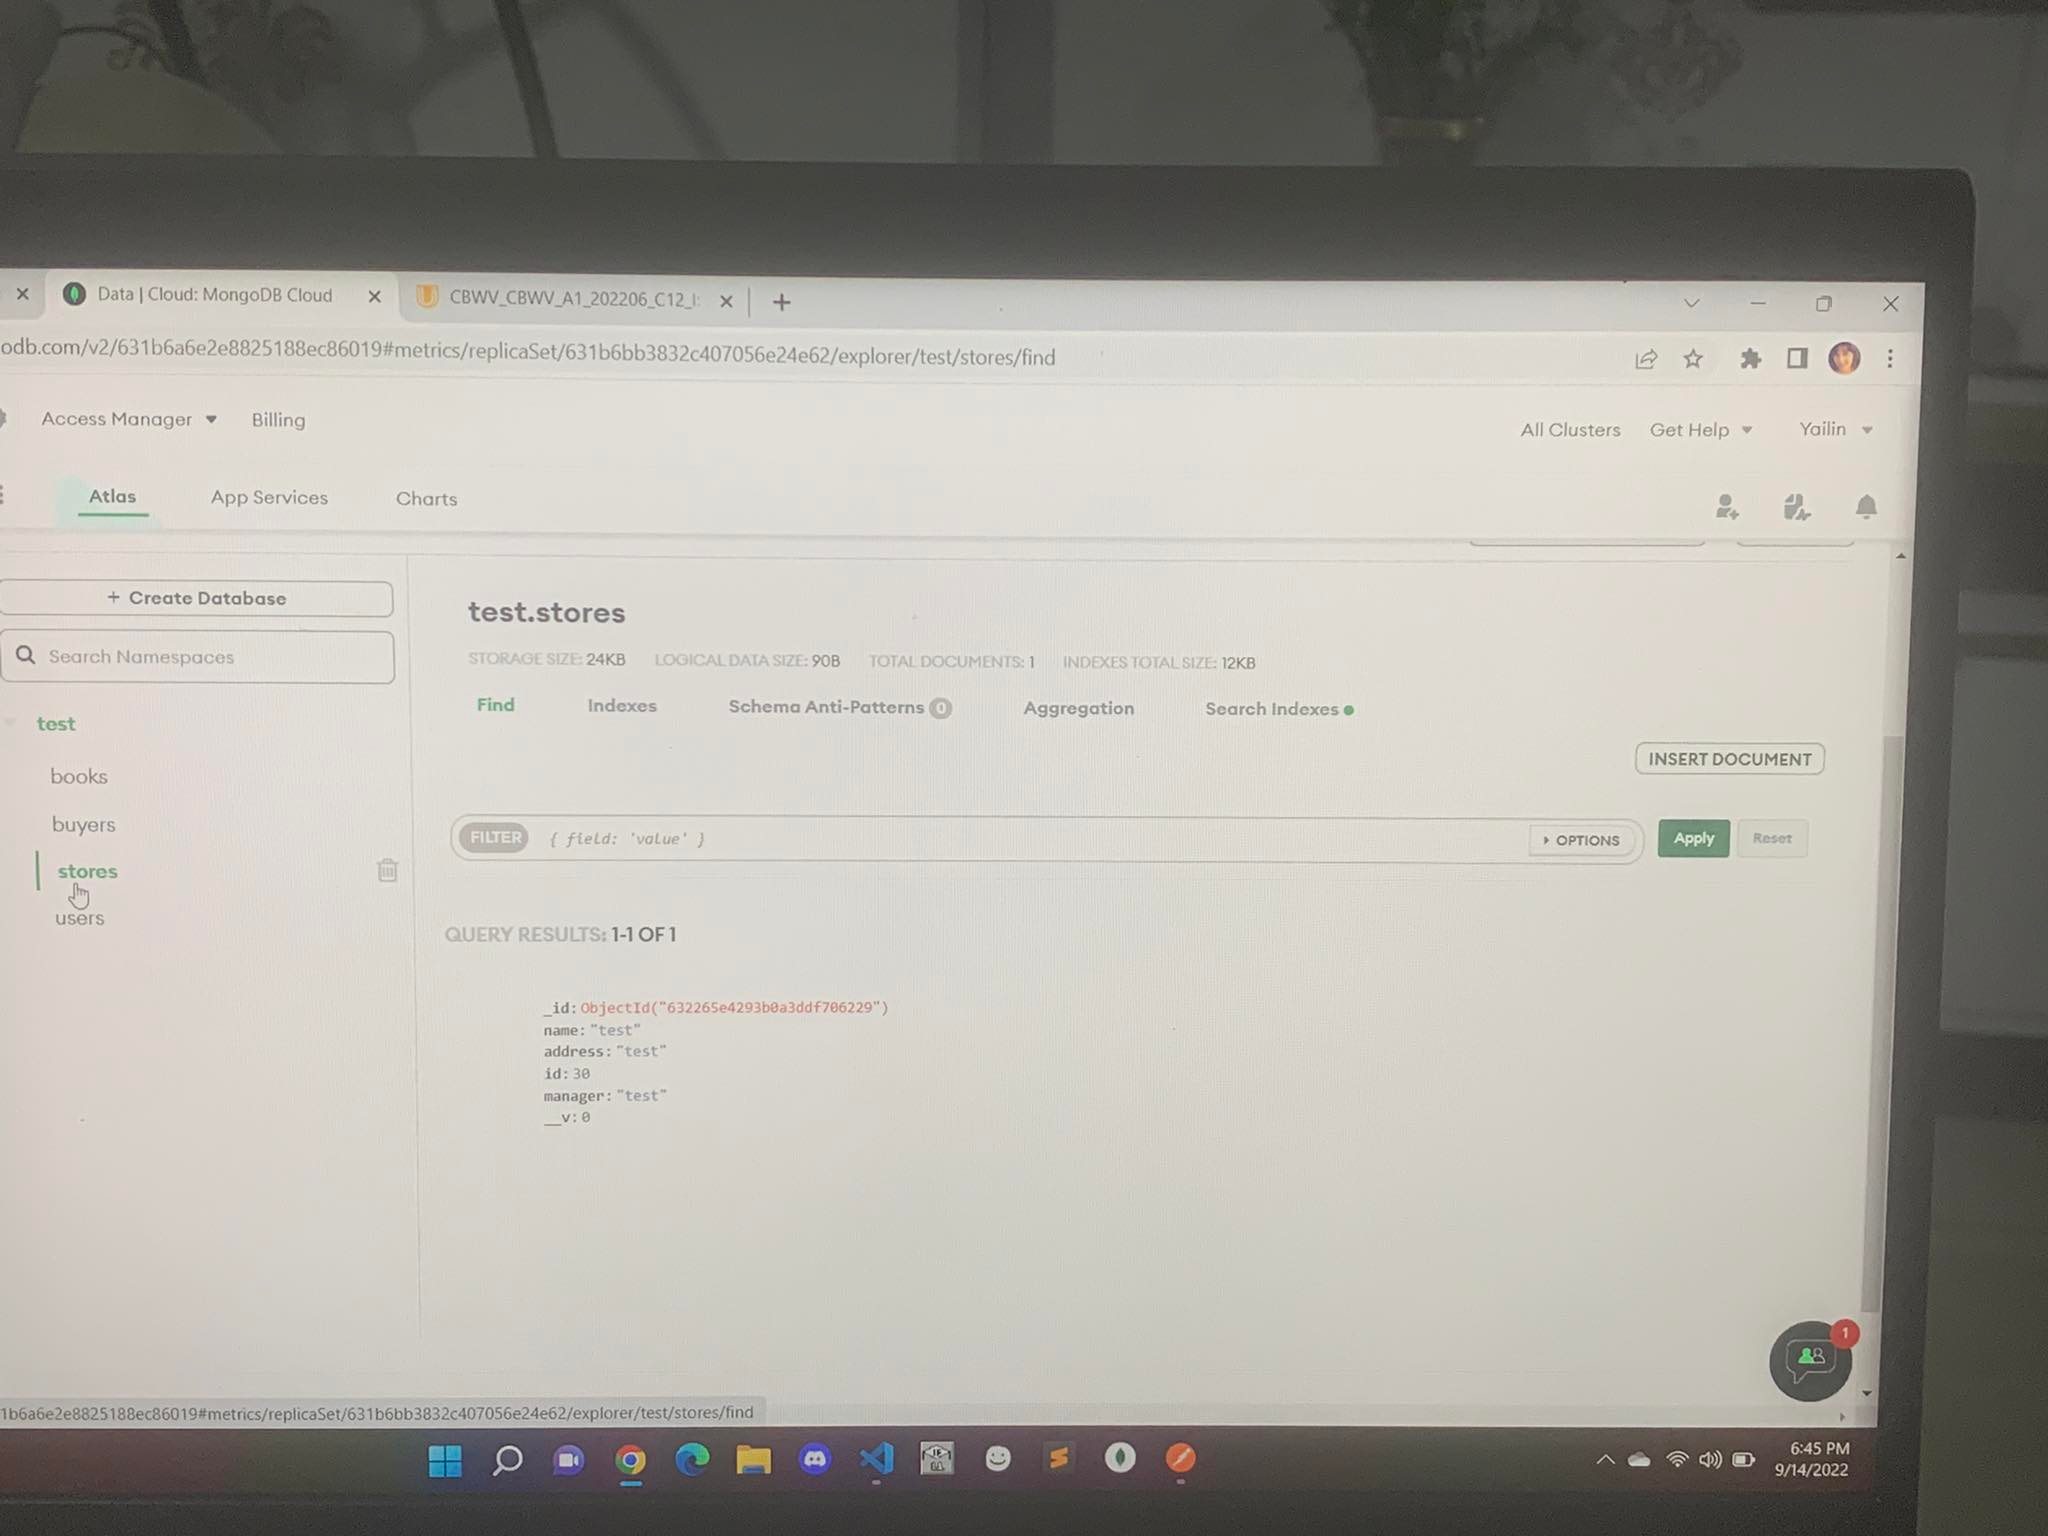 Data | Cloud: MongoDB Cloud
CBWV_CBWV_A1_202206_C12_I:
odb.com/v2/631b6a6e2e8825188ec86019#metrics/replicaSet/631b6bb3832c407056e24e62/explorer/test/stores/find
Access Manager Billing All Clusters Get Help Yailin
Atlas App Services Charts
+ Create Database
Search Namespaces
test
books
buyers
stores
users
test.stores
STORAGE SIZE: 24KB LOGICAL DATA SIZE: 90B TOTAL DOCUMENTS: 1 INDEXES TOTAL SIZE: 12KB
Find Indexes Schema Anti-Patterns 0 Aggregation Search Indexes
INSERT DOCUMENT
FILTER { field: 'value' } OPTIONS Apply Reset
QUERY RESULTS: 1-1 OF 1
_id: ObjectId("632265e4293b0a3ddf706229")
name: "test"
address: "test"
id: 30
manager: "test"
__v: 0
1
1b6a6e2e8825188ec86019#metrics/replicaSet/631b6bb3832c407056e24e62/explorer/test/stores/find
6:45 PM
9/14/2022